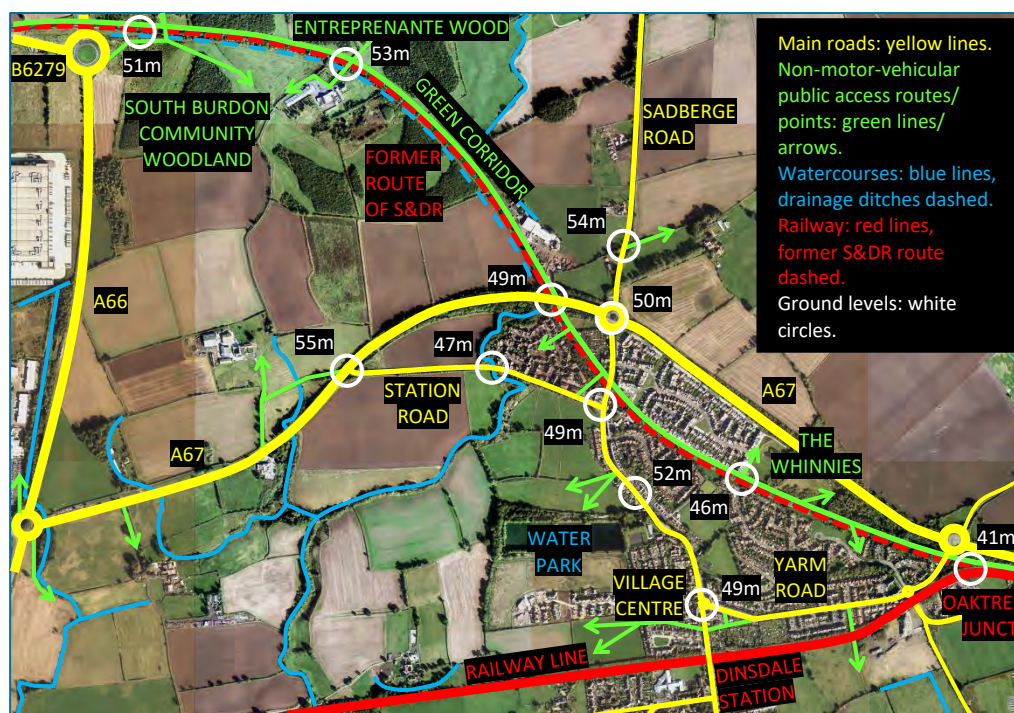 ENTREPRENANTE WOOD
B6279
51m
53m
SOUTH BURDON
COMMUNITY
WOODLAND
GREEN CORRIDOR
FORMER
ROUTE
OF S&DR
SADBERGE
ROAD
Main roads: yellow lines.
Non-motor-vehicular
public access routes/
points: green lines/
arrows.
Watercourses: blue lines,
drainage ditches dashed.
Railway: red lines,
former S&DR route
dashed.
Ground levels: white
circles.
54m
49m
50m
A66
55m
47m
STATION
ROAD
A67
49m
A67
THE
WHINNIES
52m
46m
WATER
PARK
41m
VILLAGE
CENTRE
49m
YARM
ROAD
OAKTREE
JUNCT
RAILWAY LINE
DINSDALE
STATION